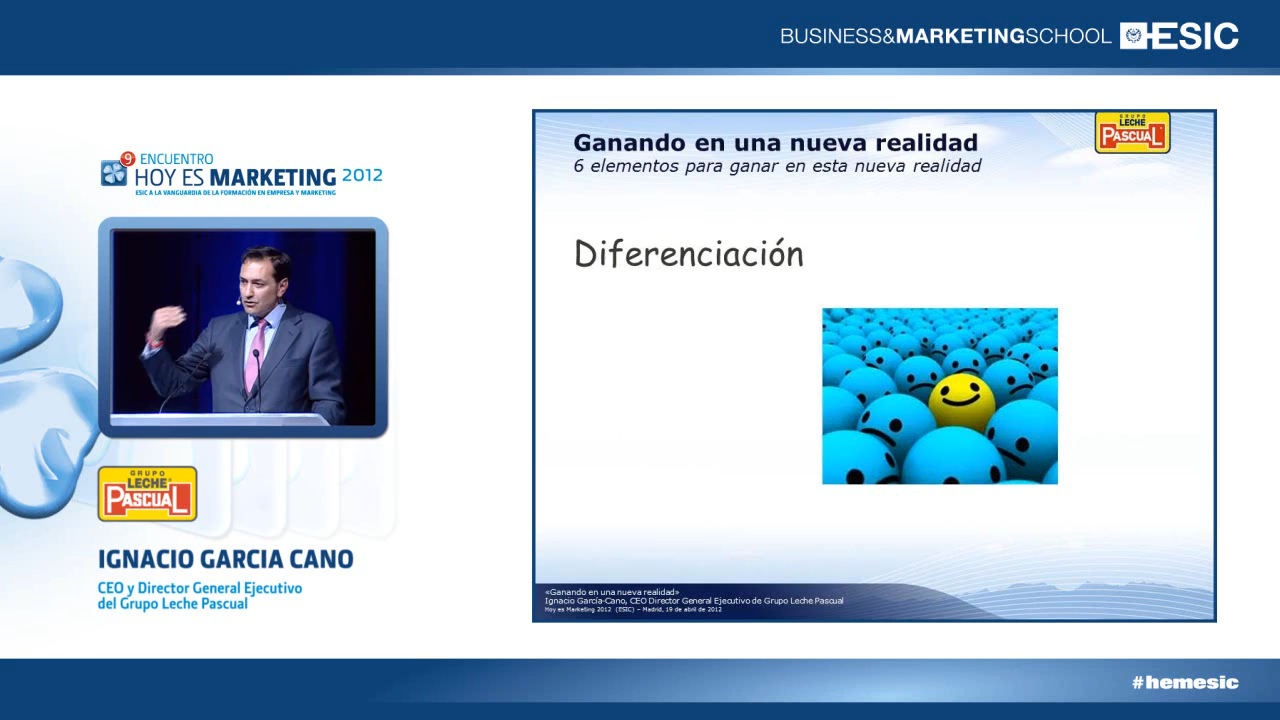 BUSINESS&MARKETINGSCHOOL ESIC
9 ENCUENTRO
HOY ES MARKETING 2012
ESIC A LA VANGUARDIA DE LA FORMACIÓN EN EMPRESA Y MARKETING
GRUPO
LECHE
PASCUAL
IGNACIO GARCIA CANO
CEO y Director General Ejecutivo
del Grupo Leche Pascual
Ganando en una nueva realidad
6 elementos para ganar en esta nueva realidad
GRUPO
LECHE
PASCUAL
Diferenciación
«Ganando en una nueva realidad»
Ignacio García-Cano, CEO Director General Ejecutivo de Grupo Leche Pascual
Hoy es Marketing 2012 (ESIC) – Madrid, 19 de abril de 2012
#hemesic